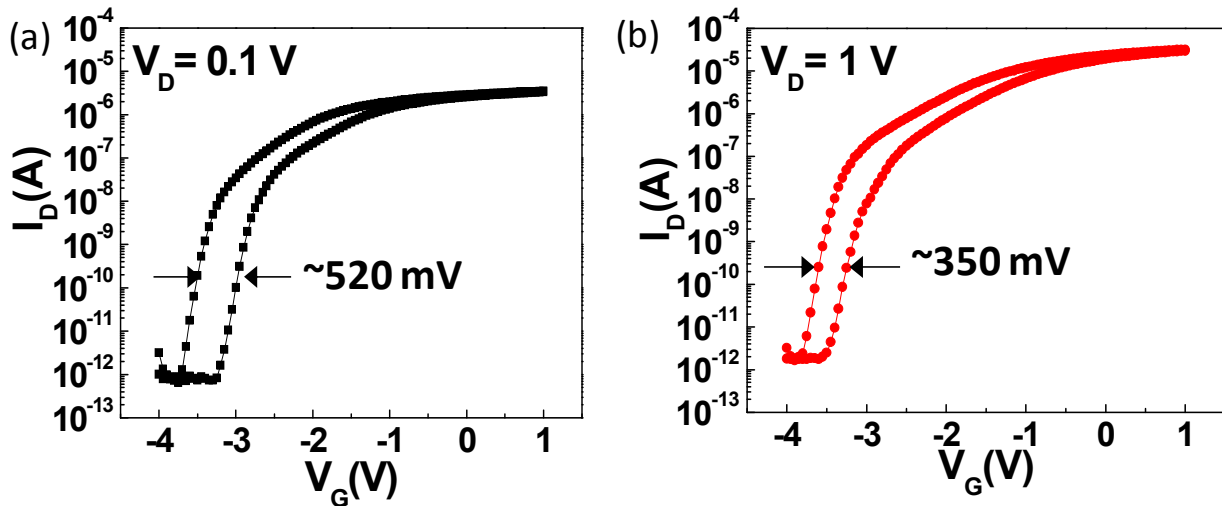 (a)
V_D = 0.1 V
I_D(A)
10^-4
10^-5
10^-6
10^-7
10^-8
10^-9
10^-10
10^-11
10^-12
10^-13
~520 mV
-4 -3 -2 -1 0 1
V_G(V)
(b)
V_D = 1 V
I_D(A)
10^-4
10^-5
10^-6
10^-7
10^-8
10^-9
10^-10
10^-11
10^-12
10^-13
~350 mV
-4 -3 -2 -1 0 1
V_G(V)